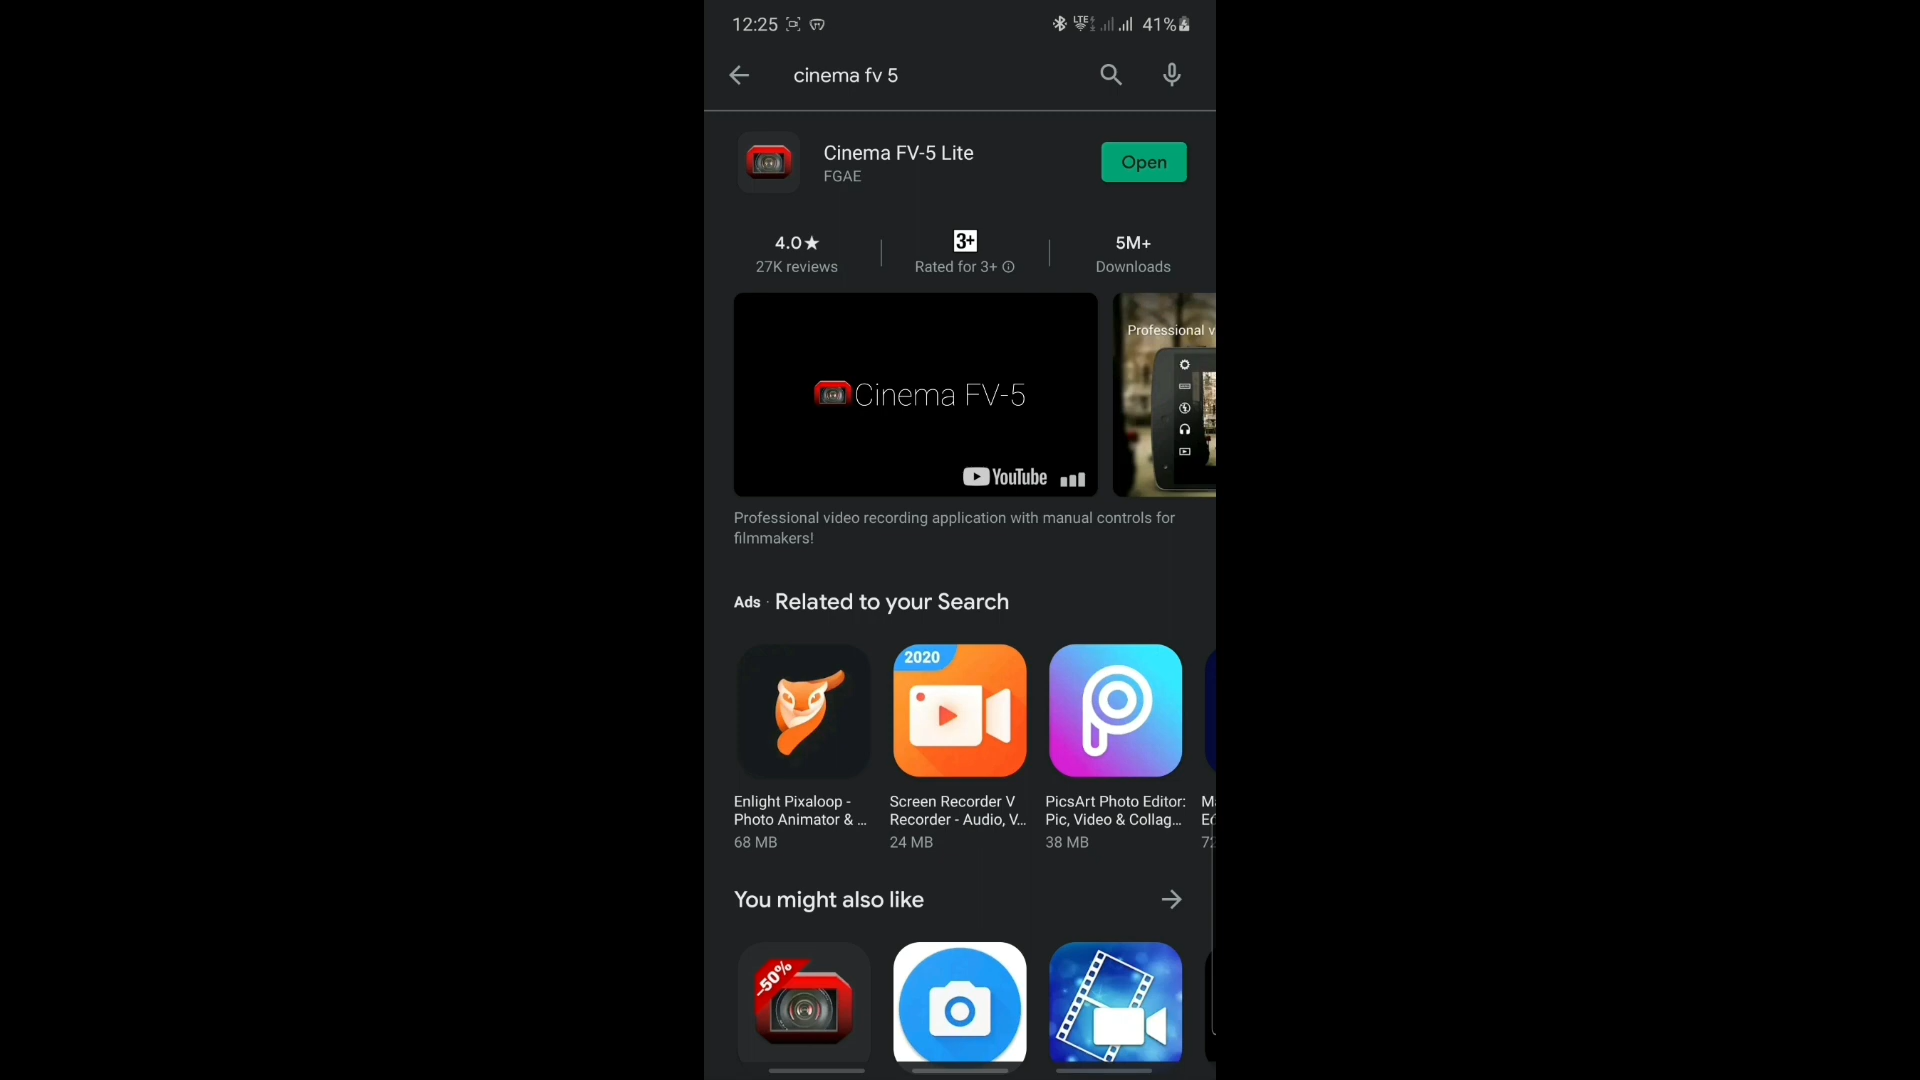 12:25
LTE
41%
cinema fv 5
Cinema FV-5 Lite
FGAE
Open
4.0★
27K reviews
3+
Rated for 3+
5M+
Downloads
Cinema FV-5
YouTube
Professional v
Professional video recording application with manual controls for
filmmakers!
Ads · Related to your Search
2020
Enlight Pixaloop -
Photo Animator & ...
68 MB
Screen Recorder V
Recorder - Audio, V...
24 MB
PicsArt Photo Editor:
Pic, Video & Collag...
38 MB
You might also like
-50%